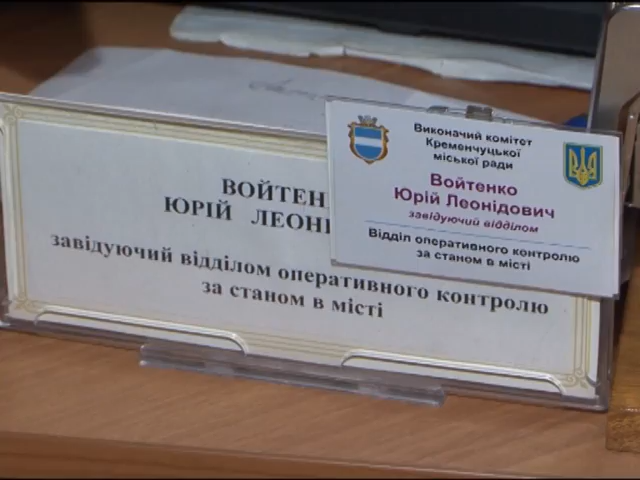 ВОЙТЕН
ЮРІЙ ЛЕОНІ
завідуючий відділом оперативного контролю
за станом в місті
Виконачий комітет
Кременчуцької
міської ради
Войтенко
Юрій Леонідович
завідуючий відділом
Відділ оперативного контролю
за станом в місті